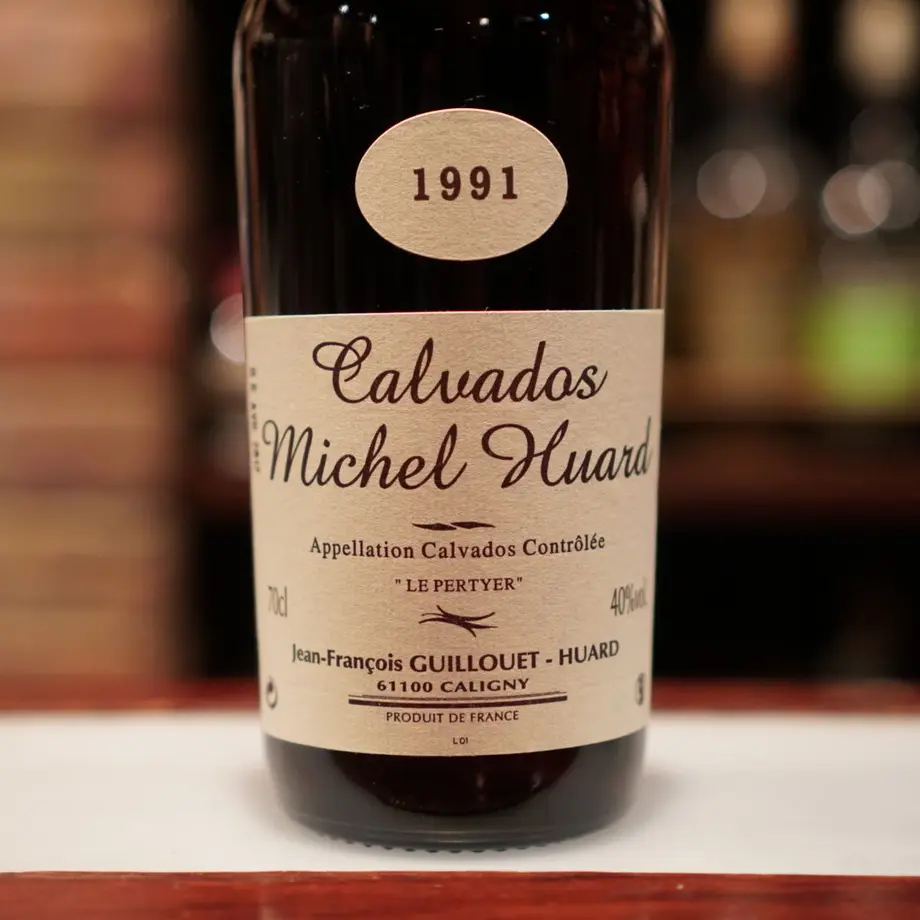 1991
Calvados
Michel Huard
Appellation Calvados Contrôlée
" LE PERTYER"
70cl
40%vol.
Jean-François GUILLOUET - HUARD
61100 CALIGNY
PRODUIT DE FRANCE
L 01